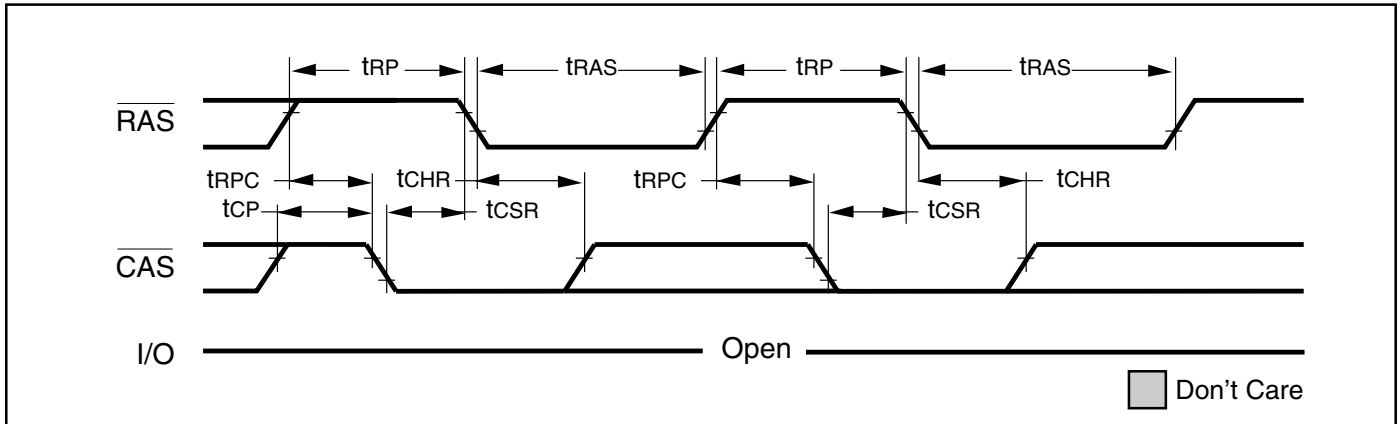 tRP
tRAS
tRP
tRAS
RAS
tRPC
tCHR
tRPC
tCHR
tCP
tCSR
tCSR
CAS
I/O
Open
Don't Care